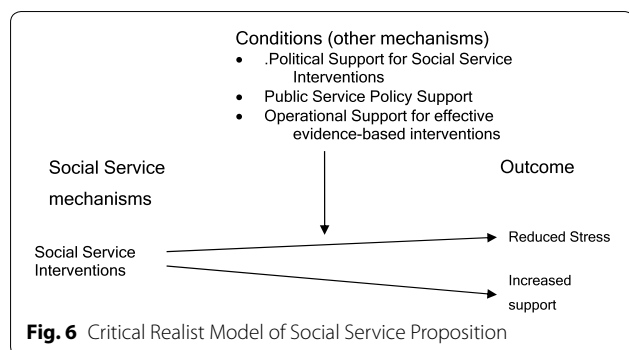 Conditions (other mechanisms)
• .Political Support for Social Service
Interventions
• Public Service Policy Support
• Operational Support for effective
evidence-based interventions
Social Service
mechanisms
Outcome
Social Service
Interventions
Reduced Stress
Increased
support
Fig. 6 Critical Realist Model of Social Service Proposition